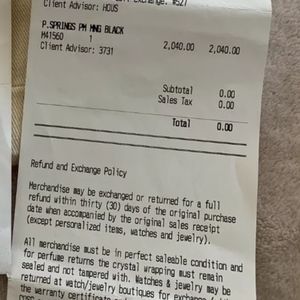 Exchange. #527
Client Advisor: HOUS
P.SPRINGS PM MNG BLACK
M41560 1 2,040.00 2,040.00
Client Advisor: 3731
Subtotal 0.00
Sales Tax 0.00
Total 0.00
Refund and Exchange Policy
Merchandise may be exchanged or returned for a full
refund within thirty (30) days of the original purchase
date when accompanied by the original sales receipt
(except personalized items, watches and jewelry).
All merchandise must be in perfect saleable condition and
for perfume returns the crystal wrapping must remain
sealed and not tampered with. Watches & jewelry may be
returned at watch/jewelry boutiques for exchange
the warranty certificate